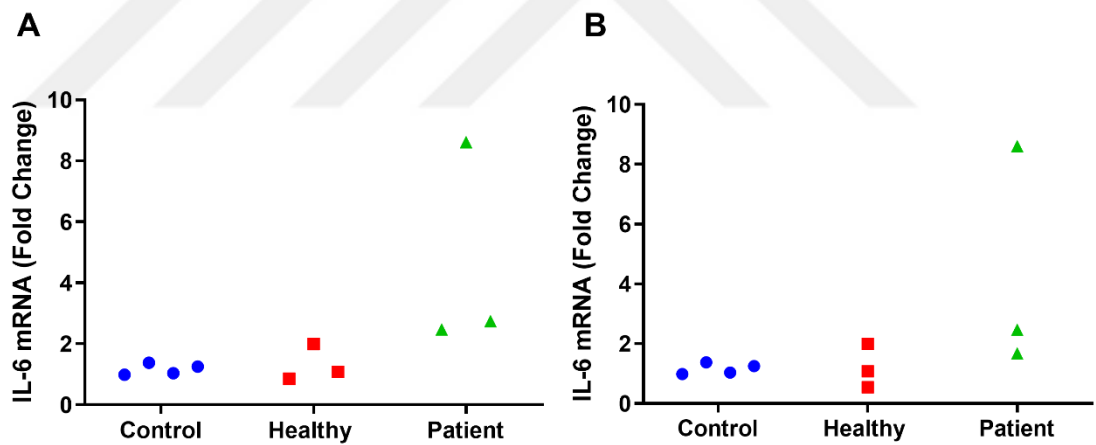 A
B
IL-6 mRNA (Fold Change)
10
8
6
4
2
0
Control Healthy Patient
IL-6 mRNA (Fold Change)
10
8
6
4
2
0
Control Healthy Patient